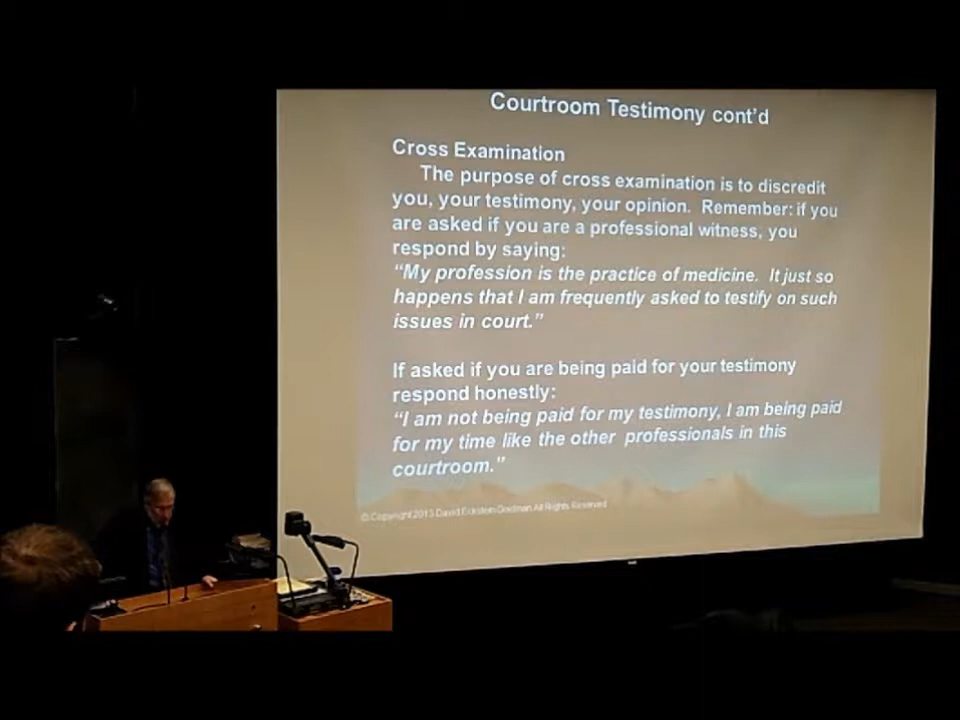 Courtroom Testimony cont'd
Cross Examination
The purpose of cross examination is to discredit
you, your testimony, your opinion. Remember: if you
are asked if you are a professional witness, you
respond by saying:
"My profession is the practice of medicine. It just so
happens that I am frequently asked to testify on such
issues in court."
If asked if you are being paid for your testimony
respond honestly:
"I am not being paid for my testimony, I am being paid
for my time like the other professionals in this
courtroom."
© Copyright 2013 David Eckstein Goodman All Rights Reserved